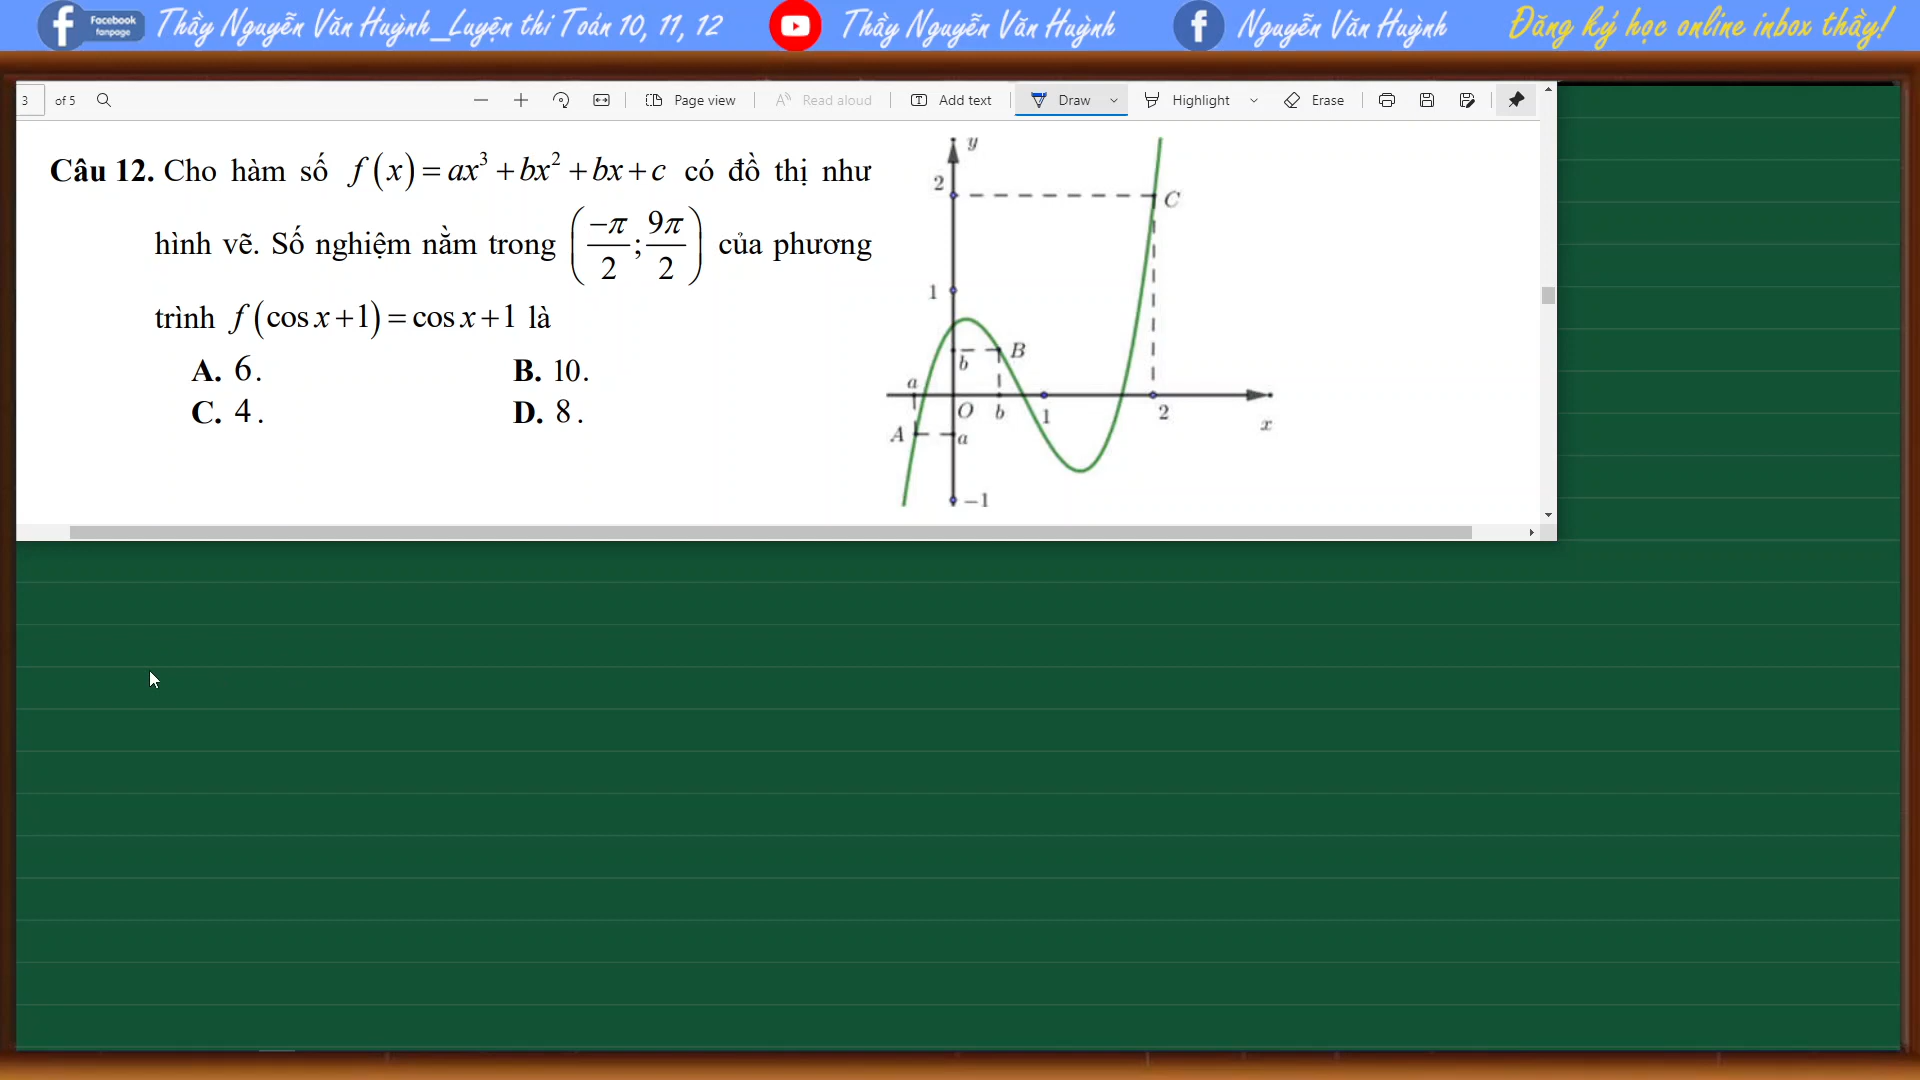 Facebook fanpage Thầy Nguyễn Văn Huỳnh_Luyện thi Toán 10, 11, 12 Thầy Nguyễn Văn Huỳnh Nguyễn Văn Huỳnh Đăng ký học online inbox thầy!
3 of 5 Page view Read aloud Add text Draw Highlight Erase
Câu 12. Cho hàm số f(x) = ax³ + bx² + bx + c có đồ thị như
hình vẽ. Số nghiệm nằm trong (-π/2; 9π/2) của phương
trình f(cos x + 1) = cos x + 1 là
A. 6.
B. 10.
C. 4.
D. 8.
y
2
C
1
B
b
a
O
b
1
2
x
A
a
-1